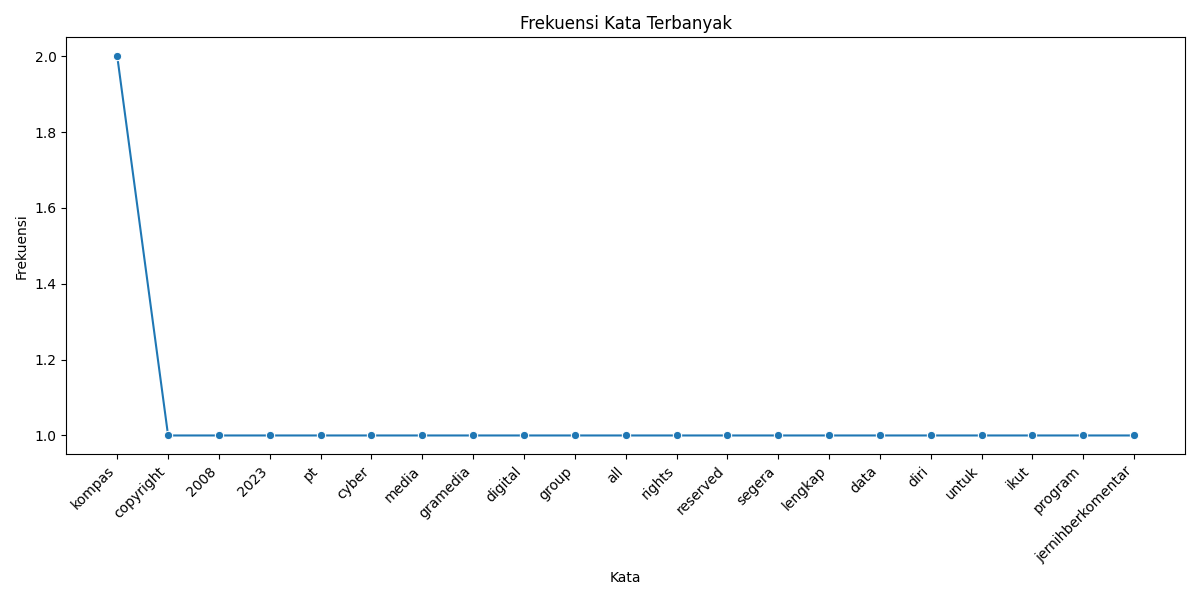 Frekuensi Kata Terbanyak
Frekuensi
2.0
1.8
1.6
1.4
1.2
1.0
kompas
copyright
2008
2023
pt
cyber
media
gramedia
digital
group
all
rights
reserved
segera
lengkap
data
diri
untuk
ikut
program
jernihberkomentar
Kata